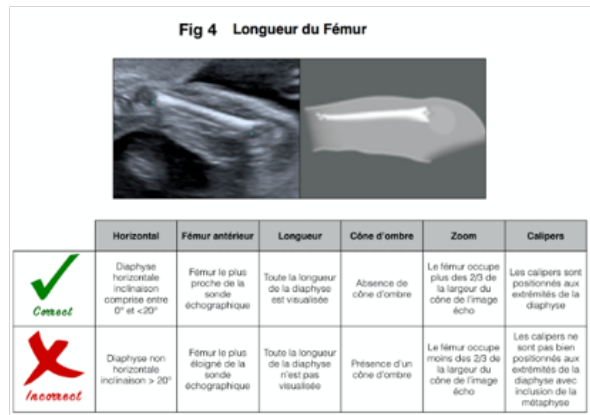 Fig 4 Longueur du Fémur
Horizontal Fémur antérieur Longueur Cône d'ombre Zoom Calipers
Correct
Diaphyse
horizontale
inclinaison
comprise entre
0° et <20°
Fémur le plus
proche de la
sonde
échographique
Toute la longueur
de la diaphyse
est visualisée
Absence de
cône d'ombre
Le fémur occupe
plus des 2/3 de
la largeur du
cône de l'image
écho
Les calipers sont
positionnés aux
extrémités de la
diaphyse
Incorrect
Diaphyse non
horizontale
inclinaison > 20°
Fémur le plus
éloigné de la
sonde
échographique
Toute la longueur
de la diaphyse
n'est pas
visualisée
Présence d'un
cône d'ombre
Le fémur occupe
moins des 2/3 de
la largeur du
cône de l'image
écho
Les calipers ne
sont pas bien
positionnés aux
extrémités de la
diaphyse avec
inclusion de la
métaphyse